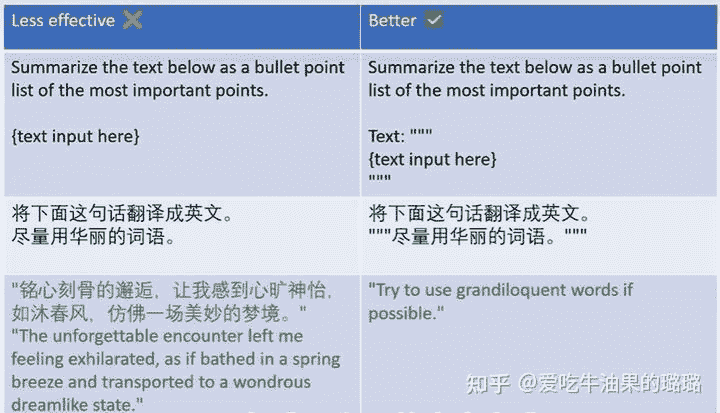 Less effective ❌
Better ✅
Summarize the text below as a bullet point
list of the most important points.
{text input here}
Summarize the text below as a bullet point
list of the most important points.
Text: """
{text input here}
"""
将下面这句话翻译成英文。
尽量用华丽的词语。
将下面这句话翻译成英文。
"""尽量用华丽的词语。"""
"铭心刻骨的邂逅，让我感到心旷神怡，
如沐春风，仿佛一场美妙的梦境。"
"The unforgettable encounter left me
feeling exhilarated, as if bathed in a spring
breeze and transported to a wondrous
dreamlike state."
"Try to use grandiloquent words if
possible."
知乎 @爱吃牛油果的璐璐